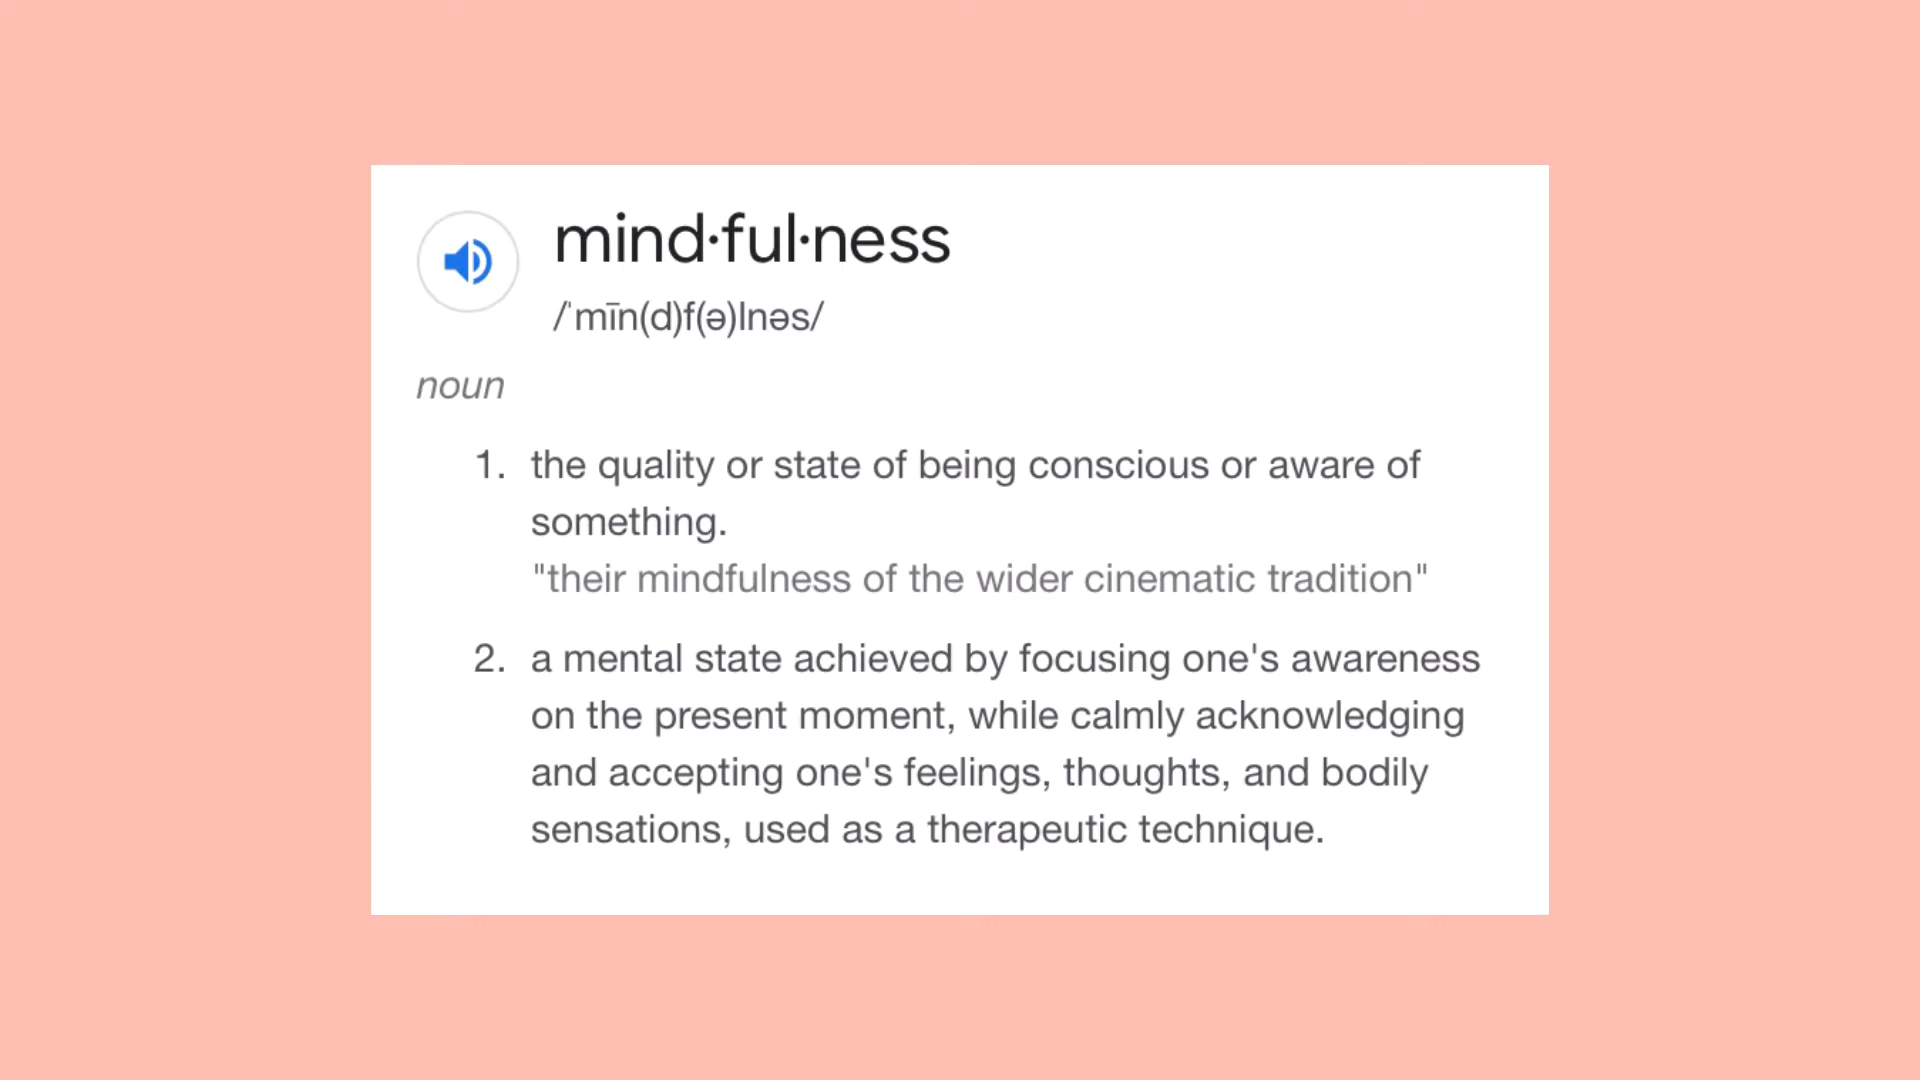 mind·ful·ness
/ˈmīn(d)f(ə)lnəs/
noun
1. the quality or state of being conscious or aware of
something.
"their mindfulness of the wider cinematic tradition"
2. a mental state achieved by focusing one's awareness
on the present moment, while calmly acknowledging
and accepting one's feelings, thoughts, and bodily
sensations, used as a therapeutic technique.